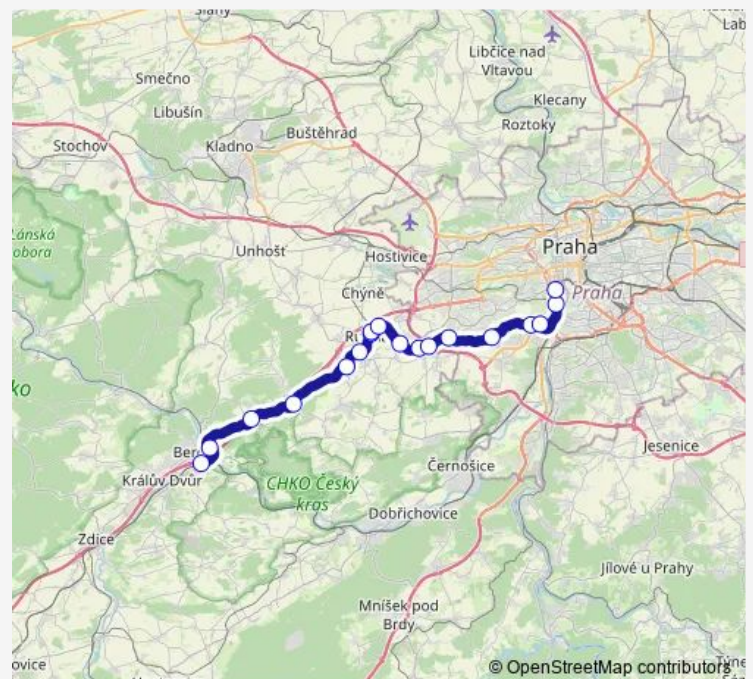 Libčice nad
Vltavou
Smečno
Klecany
Libušín
Roztoky
Buštěhrad
Stochov
Kladno
Lánská
obora
Unhošť
Hostivice
Praha
Chýně
Praha
Králův Dvůr
Černošice
Jesenice
CHKO Český
kras
Dobřichovice
Zdice
Jílové u Prahy
Mníšek pod
Brdy
© OpenStreetMap contributors